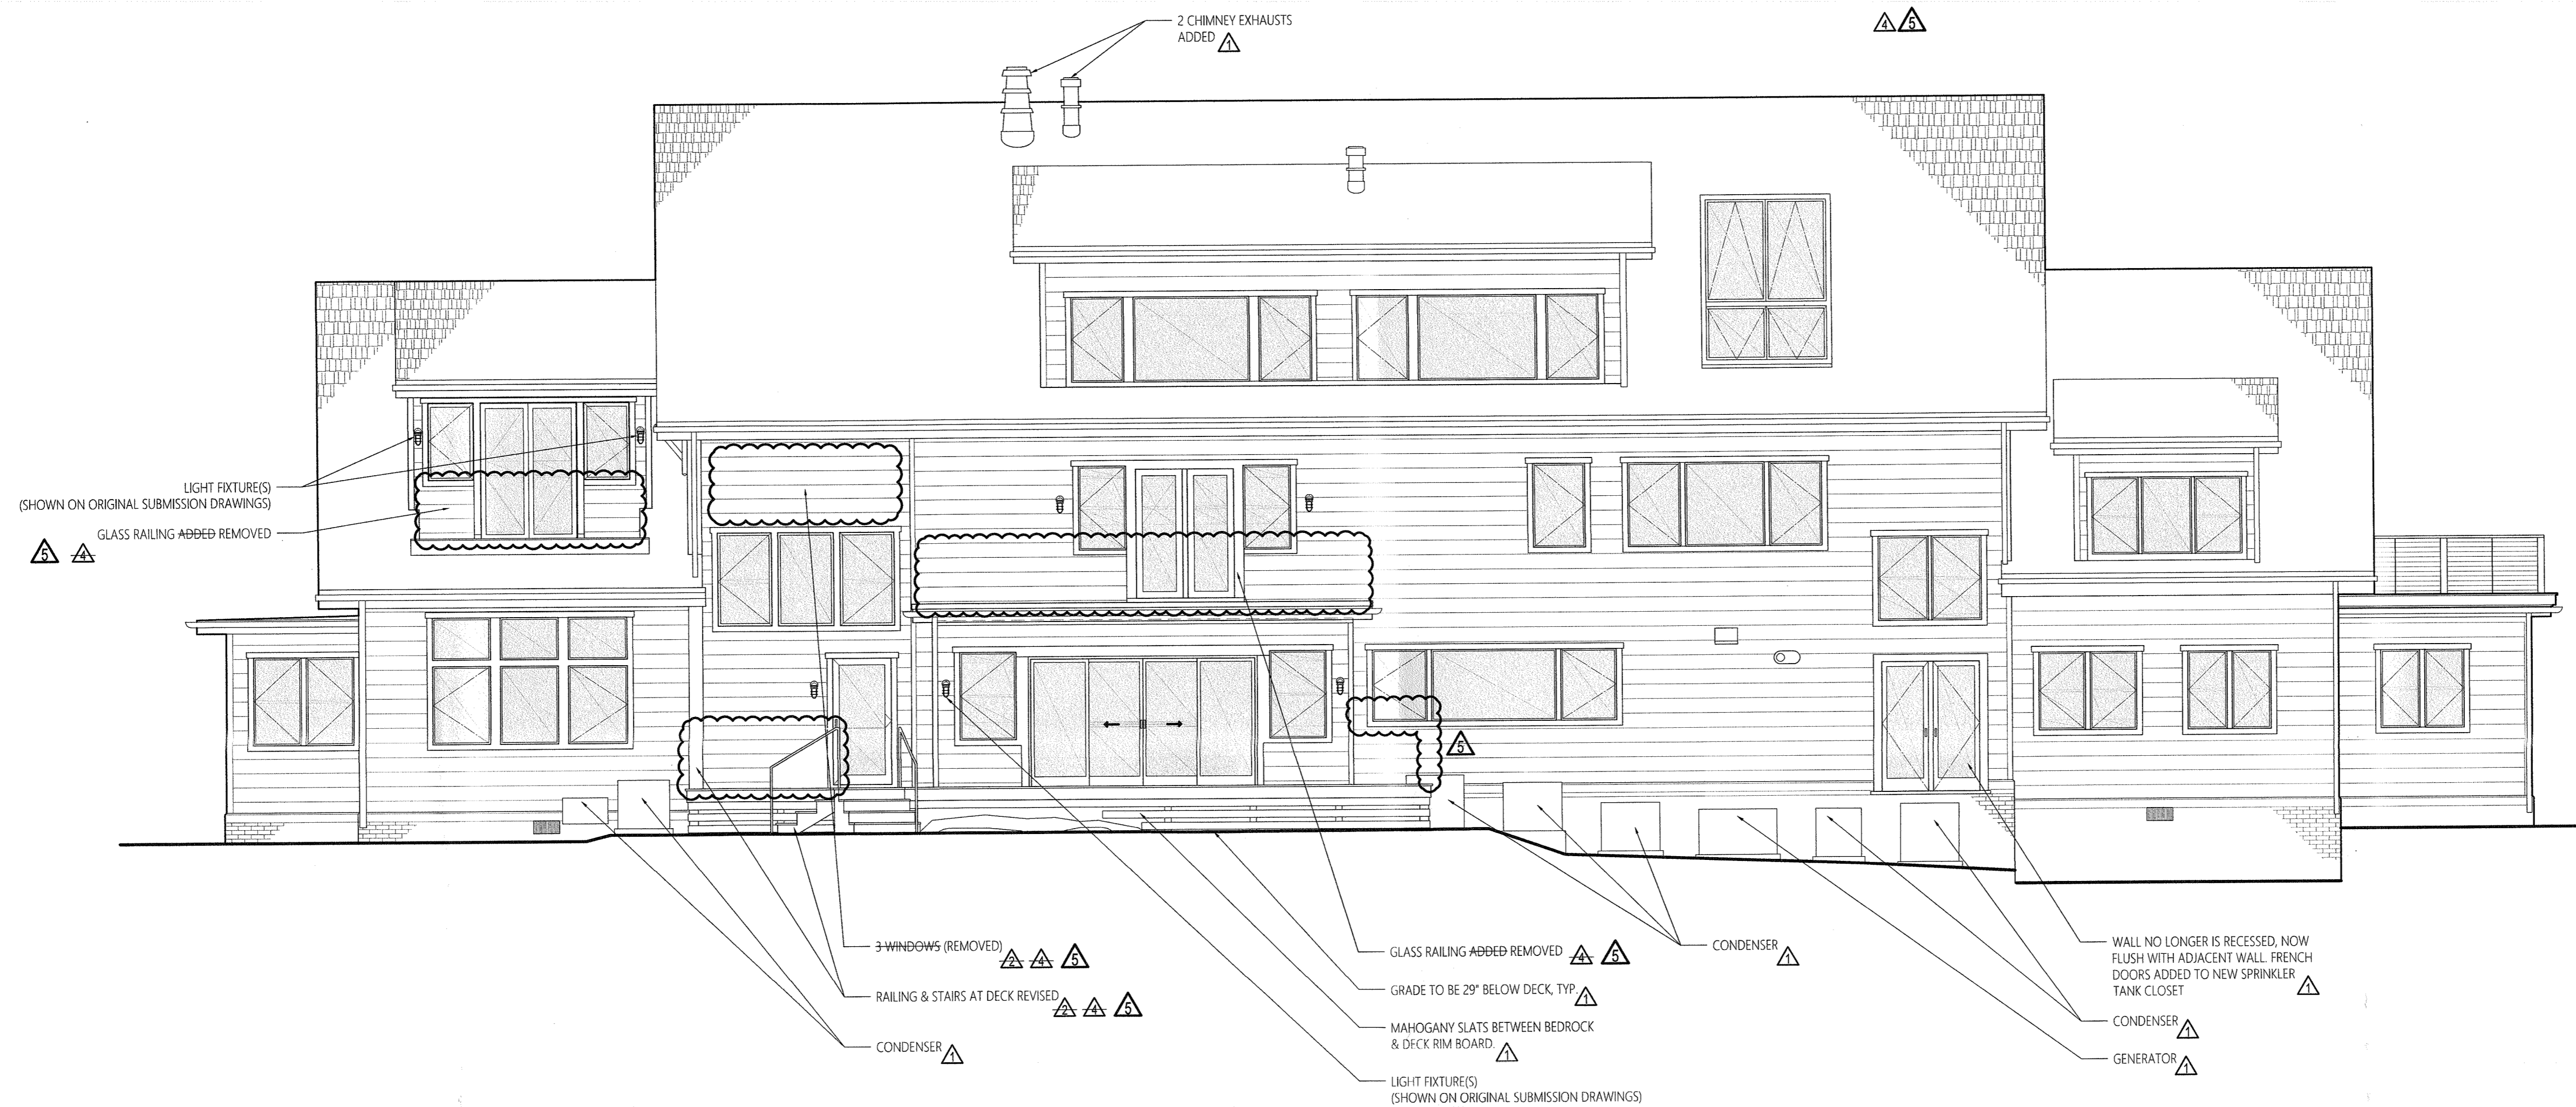 2 CHIMNEY EXHAUSTS
ADDED 1
4 5
LIGHT FIXTURE(S)
(SHOWN ON ORIGINAL SUBMISSION DRAWINGS)
GLASS RAILING ADDED REMOVED
5 4
5
3 WINDOWS (REMOVED) 2 4 5
RAILING & STAIRS AT DECK REVISED 2 4 5
CONDENSER 1
GLASS RAILING ADDED REMOVED 4 5
GRADE TO BE 29" BELOW DECK, TYP. 1
MAHOGANY SLATS BETWEEN BEDROCK
& DECK RIM BOARD. 1
LIGHT FIXTURE(S)
(SHOWN ON ORIGINAL SUBMISSION DRAWINGS)
CONDENSER 1
WALL NO LONGER IS RECESSED, NOW
FLUSH WITH ADJACENT WALL. FRENCH
DOORS ADDED TO NEW SPRINKLER
TANK CLOSET 1
CONDENSER 1
GENERATOR 1